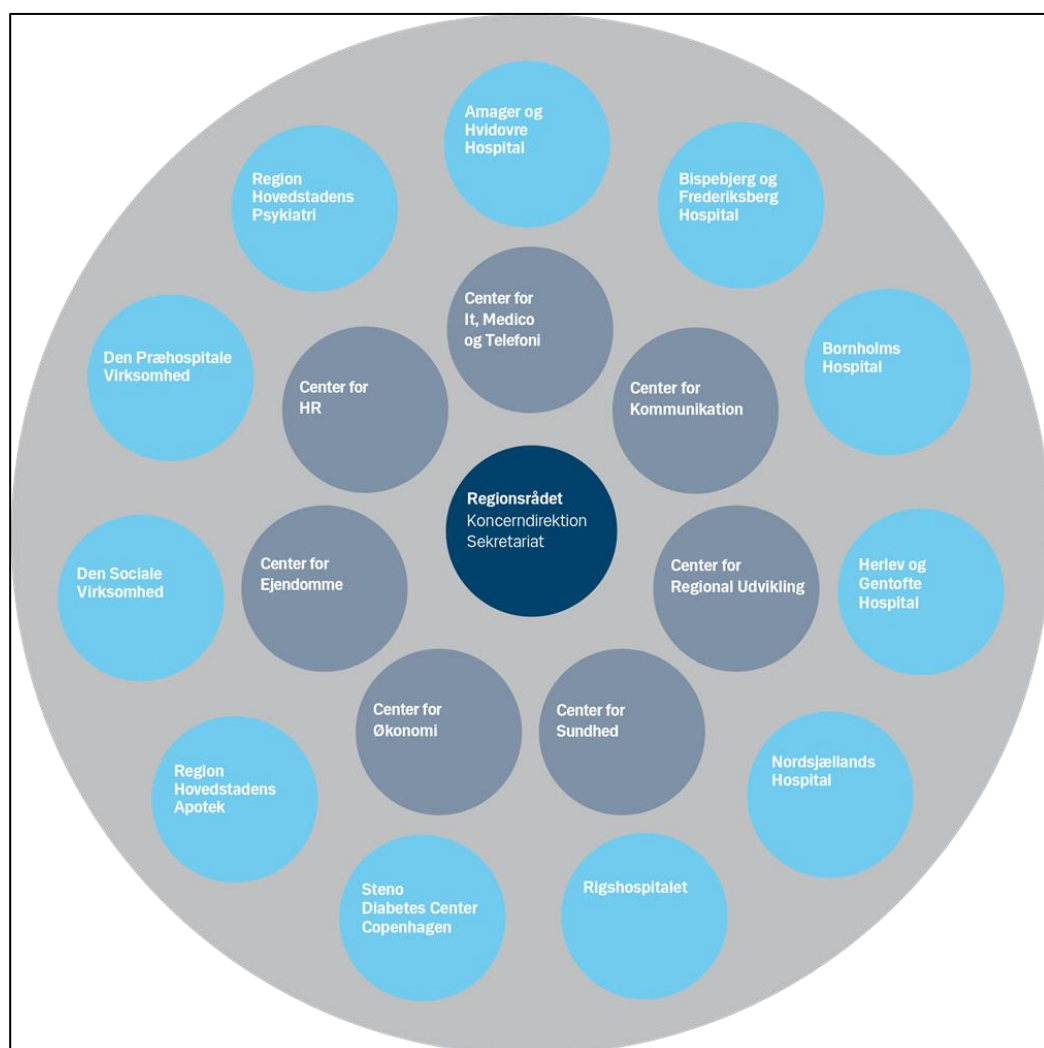 Amager og
Hvidovre
Hospital
Region
Hovedstadens
Psykiatri
Bispebjerg og
Frederiksberg
Hospital
Center for
It, Medico
og Telefoni
Den Præhospitale
Virksomhed
Bornholms
Hospital
Center for
HR
Center for
Kommunikation
Regionsrådet
Koncerndirektion
Sekretariat
Den Sociale
Virksomhed
Center for
Ejendomme
Center for
Regional Udvikling
Herlev og
Gentofte
Hospital
Center for
Økonomi
Center for
Sundhed
Region
Hovedstadens
Apotek
Nordsjællands
Hospital
Steno
Diabetes Center
Copenhagen
Rigshospitalet